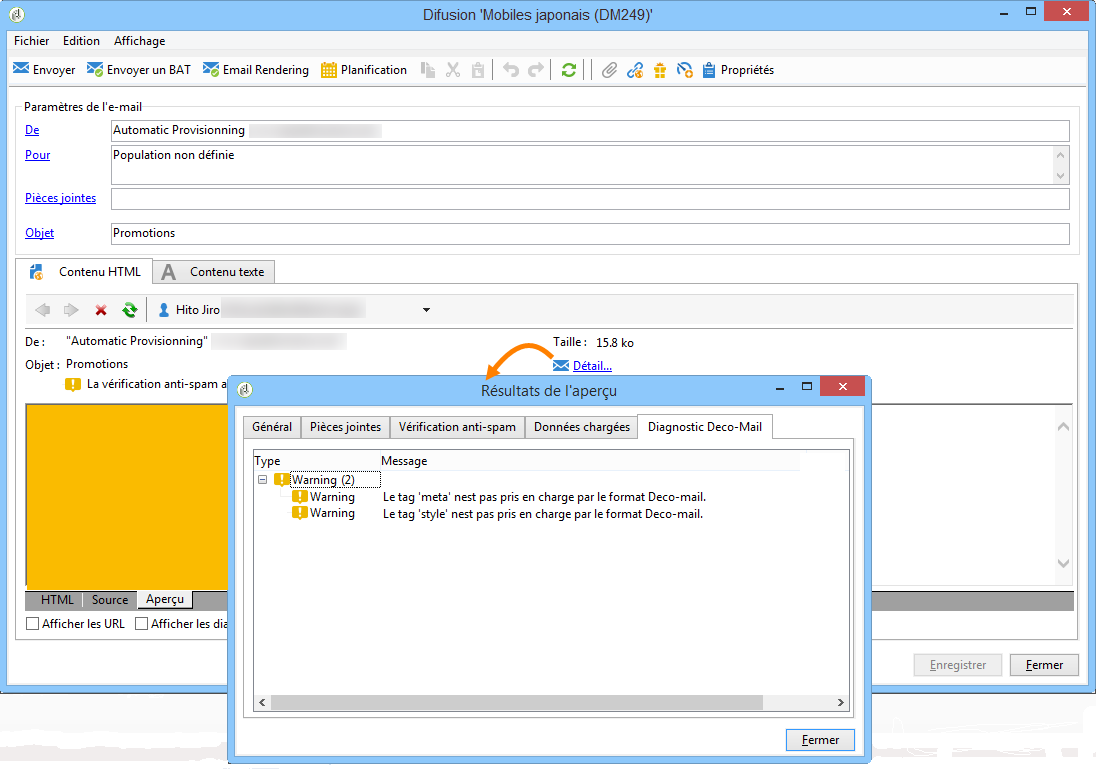 Difusion 'Mobiles japonais (DM249)'
Fichier Edition Affichage
Envoyer Envoyer un BAT Email Rendering Planification Propriétés
Paramètres de l'e-mail
De Automatic Provisionning
Pour Population non définie
Pièces jointes
Objet Promotions
Contenu HTML Contenu texte
Hito Jiro
De : "Automatic Provisionning" Taille : 15.8 ko
Objet : Promotions Détail...
La vérification anti-spam a
Résultats de l'aperçu
Général Pièces jointes Vérification anti-spam Données chargées Diagnostic Deco-Mail
Type Message
Warning (2)
Warning Le tag 'meta' nest pas pris en charge par le format Deco-mail.
Warning Le tag 'style' nest pas pris en charge par le format Deco-mail.
HTML Source Aperçu
Afficher les URL Afficher les dia
Enregistrer Fermer
Fermer